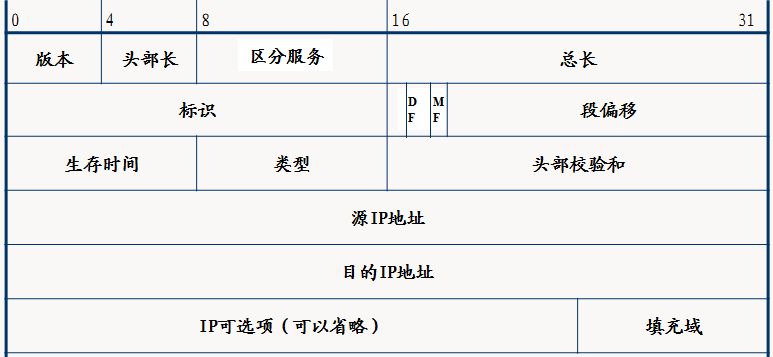 0 4 8 16 31
版本 头部长 区分服务 总长
标识 DF MF 段偏移
生存时间 类型 头部校验和
源IP地址
目的IP地址
IP可选项（可以省略） 填充域